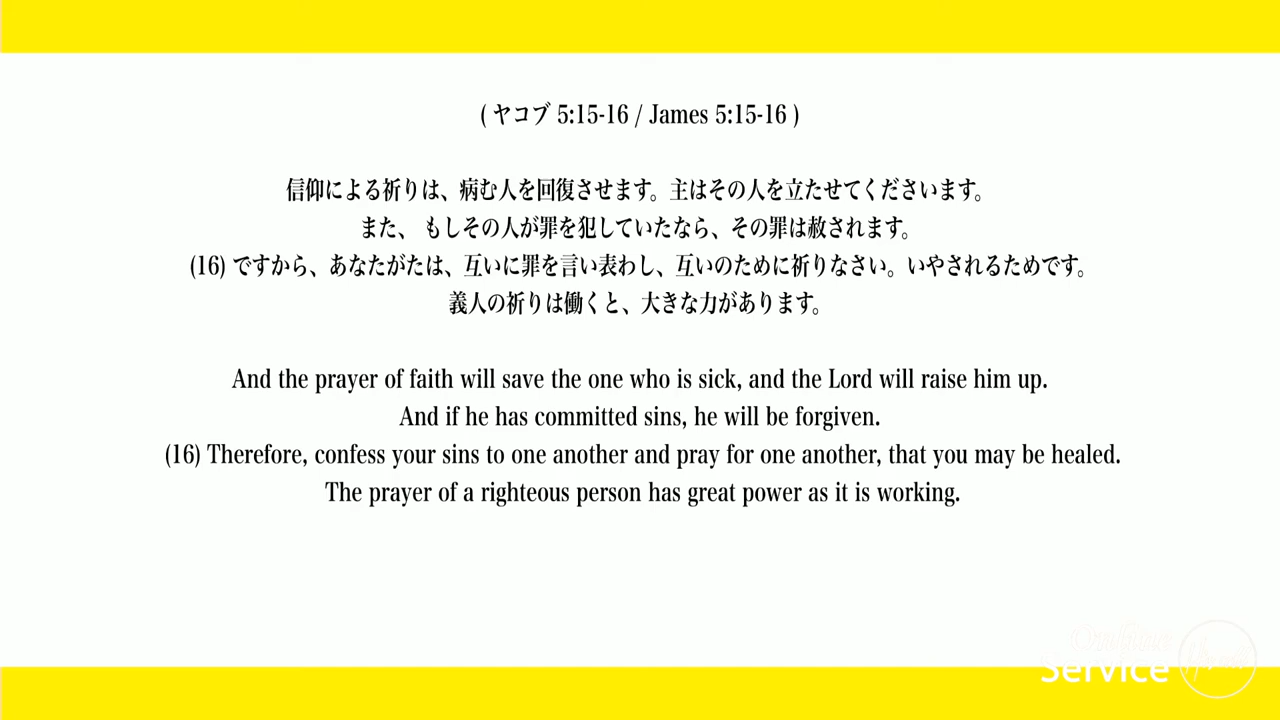 ( ヤコブ 5:15-16 / James 5:15-16 )
信仰による祈りは、病む人を回復させます。主はその人を立たせてくださいます。
また、 もしその人が罪を犯していたなら、その罪は赦されます。
(16) ですから、あなたがたは、互いに罪を言い表わし、互いのために祈りなさい。いやされるためです。
義人の祈りは働くと、大きな力があります。
And the prayer of faith will save the one who is sick, and the Lord will raise him up.
And if he has committed sins, he will be forgiven.
(16) Therefore, confess your sins to one another and pray for one another, that you may be healed.
The prayer of a righteous person has great power as it is working.
Online
Service